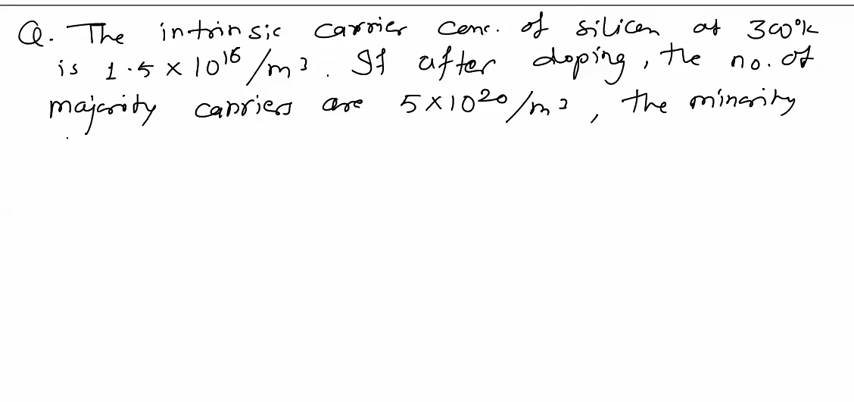 Q. The intrinsic carrier conc. of silicon at 300°k
is 1.5 × 10¹⁶/m³. If after doping, the no. of
majority carriers are 5×10²⁰/m³, the minority